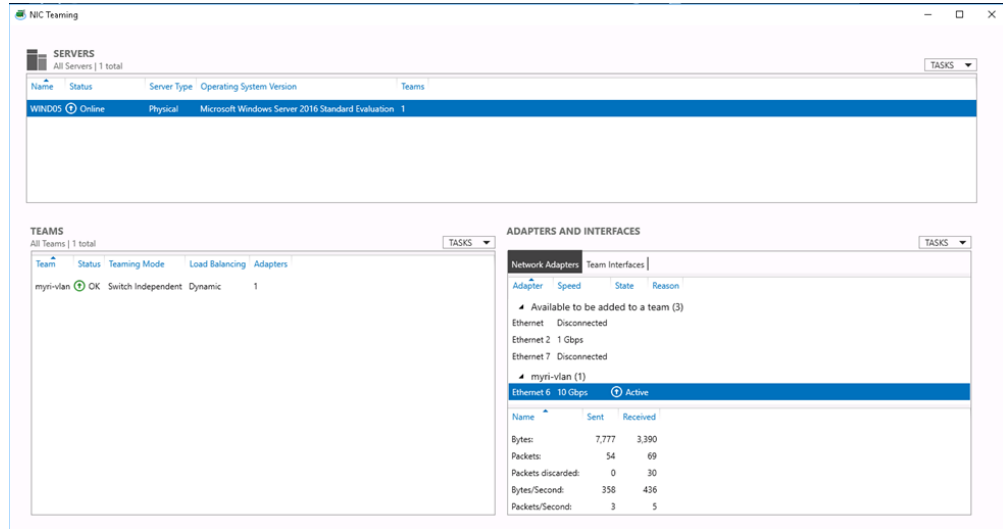 NIC Teaming
SERVERS
All Servers | 1 total
TASKS
Name Status Server Type Operating System Version Teams
WIND05 Online Physical Microsoft Windows Server 2016 Standard Evaluation 1
TEAMS
All Teams | 1 total
TASKS
Team Status Teaming Mode Load Balancing Adapters
myri-vlan OK Switch Independent Dynamic 1
ADAPTERS AND INTERFACES
TASKS
Network Adapters Team Interfaces
Adapter Speed State Reason
Available to be added to a team (3)
Ethernet Disconnected
Ethernet 2 1 Gbps
Ethernet 7 Disconnected
myri-vlan (1)
Ethernet 6 10 Gbps Active
Name Sent Received
Bytes: 7,777 3,390
Packets: 54 69
Packets discarded: 0 30
Bytes/Second: 358 436
Packets/Second: 3 5